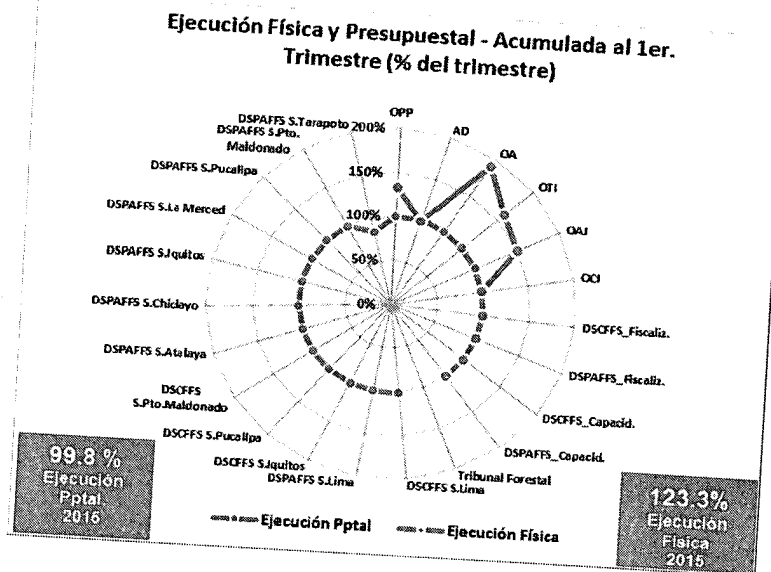 Ejecución Física y Presupuestal - Acumulada al 1er.
Trimestre (% del trimestre)
OPP
AD
OA
OTI
OAJ
OCI
DSCFFS_Fiscaliz.
DSPAFFS_Fiscaliz.
DSCFFS_Capacid.
DSPAFFS_Capacid.
Tribunal Forestal
DSCFFS S.Lima
DSPAFFS S.Lima
DSCFFS S.Iquitos
DSCFFS S.Pucallpa
DSCFFS
S.Pto.Maldonado
DSPAFFS S.Atalaya
DSPAFFS S.Chiclayo
DSPAFFS S.Iquitos
DSPAFFS S.La Merced
DSPAFFS S.Pucallpa
DSPAFFS S.Pto.
Maldonado
DSPAFFS S.Tarapoto
200%
150%
100%
50%
0%
99.8 %
Ejecución
Pptal
2015
Ejecución Pptal
Ejecución Física
123.3%
Ejecución
Física
2015